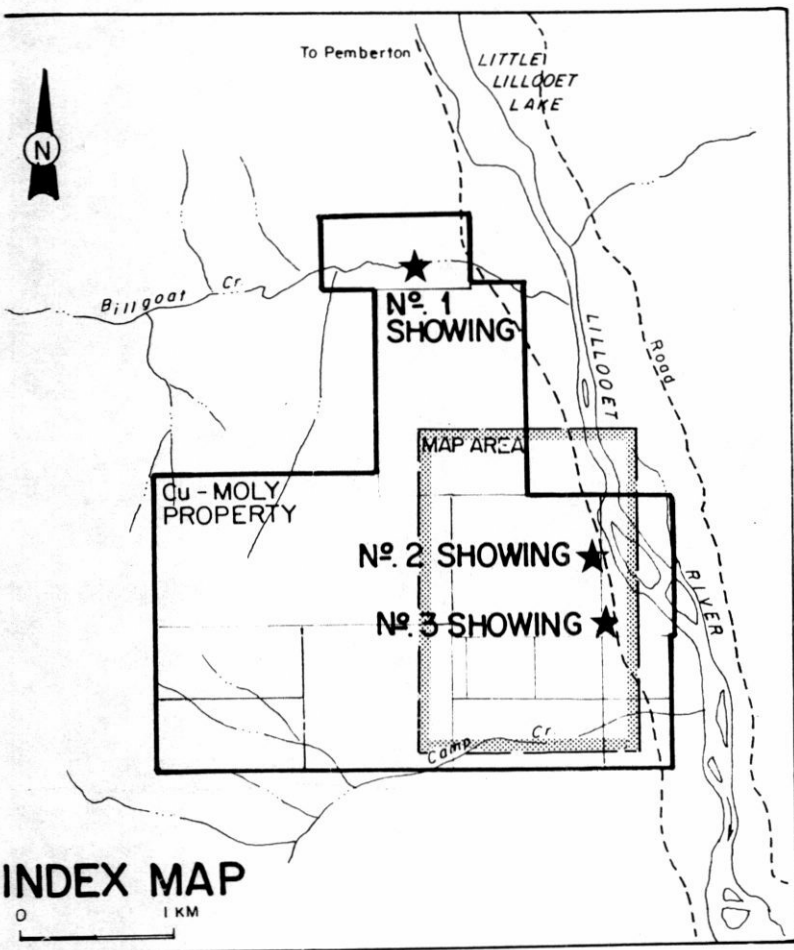 To Pemberton
LITTLE
LILLOOET
LAKE
N
Billgoat Cr.
Nº. 1
SHOWING
LILLOOET
RIVER
Road
MAP AREA
Cu-MOLY
PROPERTY
Nº. 2 SHOWING
Nº. 3 SHOWING
Camp Cr
INDEX MAP
0 1 KM